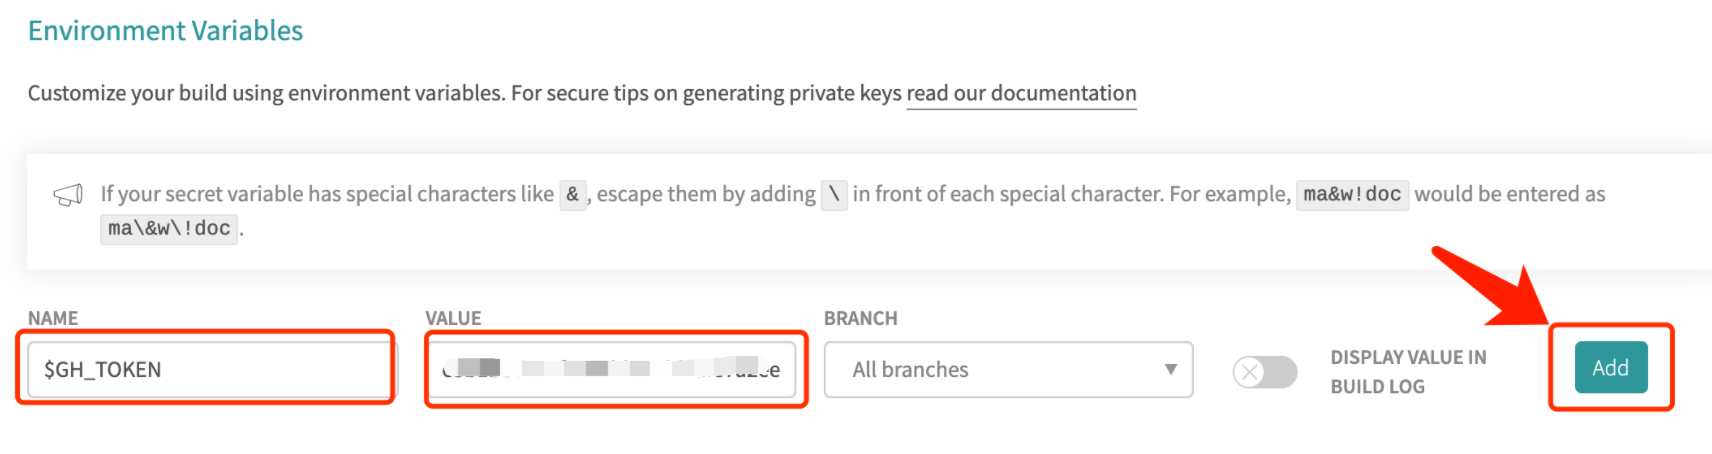 Environment Variables
Customize your build using environment variables. For secure tips on generating private keys read our documentation
If your secret variable has special characters like & , escape them by adding \ in front of each special character. For example, ma&w!doc would be entered as
ma\&w\!doc .
NAME VALUE BRANCH
$GH_TOKEN All branches DISPLAY VALUE IN
BUILD LOG
Add